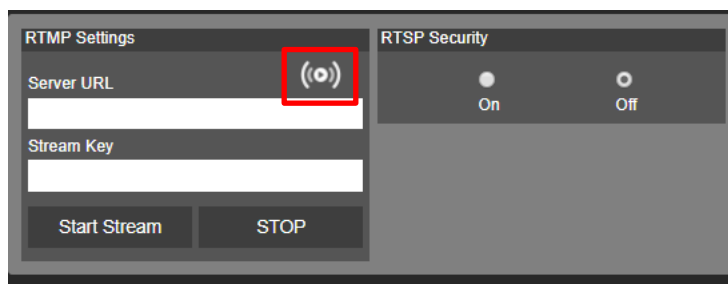 RTMP Settings
Server URL
Stream Key
Start Stream
STOP
RTSP Security
On
Off